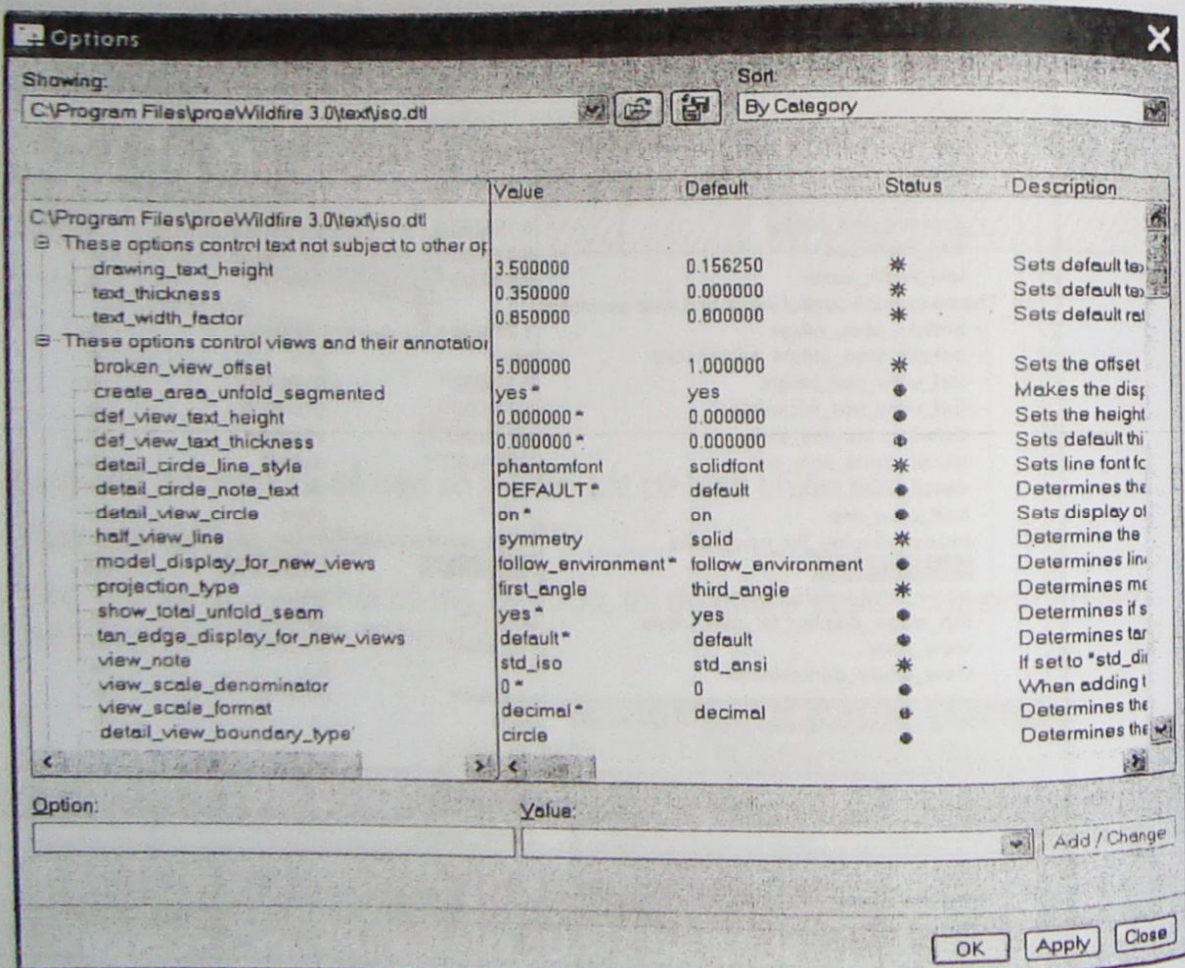 Options
Showing:
Sort:
C:\Program Files\proeWildfire 3.0\text\iso.dtl
By Category
Value Default Status Description
C:\Program Files\proeWildfire 3.0\text\iso.dtl
These options control text not subject to other op
drawing_text_height 3.500000 0.156250 Sets default tex
text_thickness 0.350000 0.000000 Sets default tex
text_width_factor 0.850000 0.800000 Sets default rat
These options control views and their annotation
broken_view_offset 5.000000 1.000000 Sets the offset
create_area_unfold_segmented yes * yes Makes the disp
def_view_text_height 0.000000 * 0.000000 Sets the height
def_view_text_thickness 0.000000 * 0.000000 Sets default thi
detail_circle_line_style phantomfont solidfont Sets line font fo
detail_circle_note_text DEFAULT * default Determines the
detail_view_circle on * on Sets display of
half_view_line symmetry solid Determine the
model_display_for_new_views follow_environment * follow_environment Determines line
projection_type first_angle third_angle Determines me
show_total_unfold_seam yes * yes Determines if s
tan_edge_display_for_new_views default * default Determines tar
view_note std_iso std_ansi If set to "std_din
view_scale_denominator 0 * 0 When adding t
view_scale_format decimal * decimal Determines the
detail_view_boundary_type circle Determines the
Option:
Value:
Add / Change
OK Apply Close